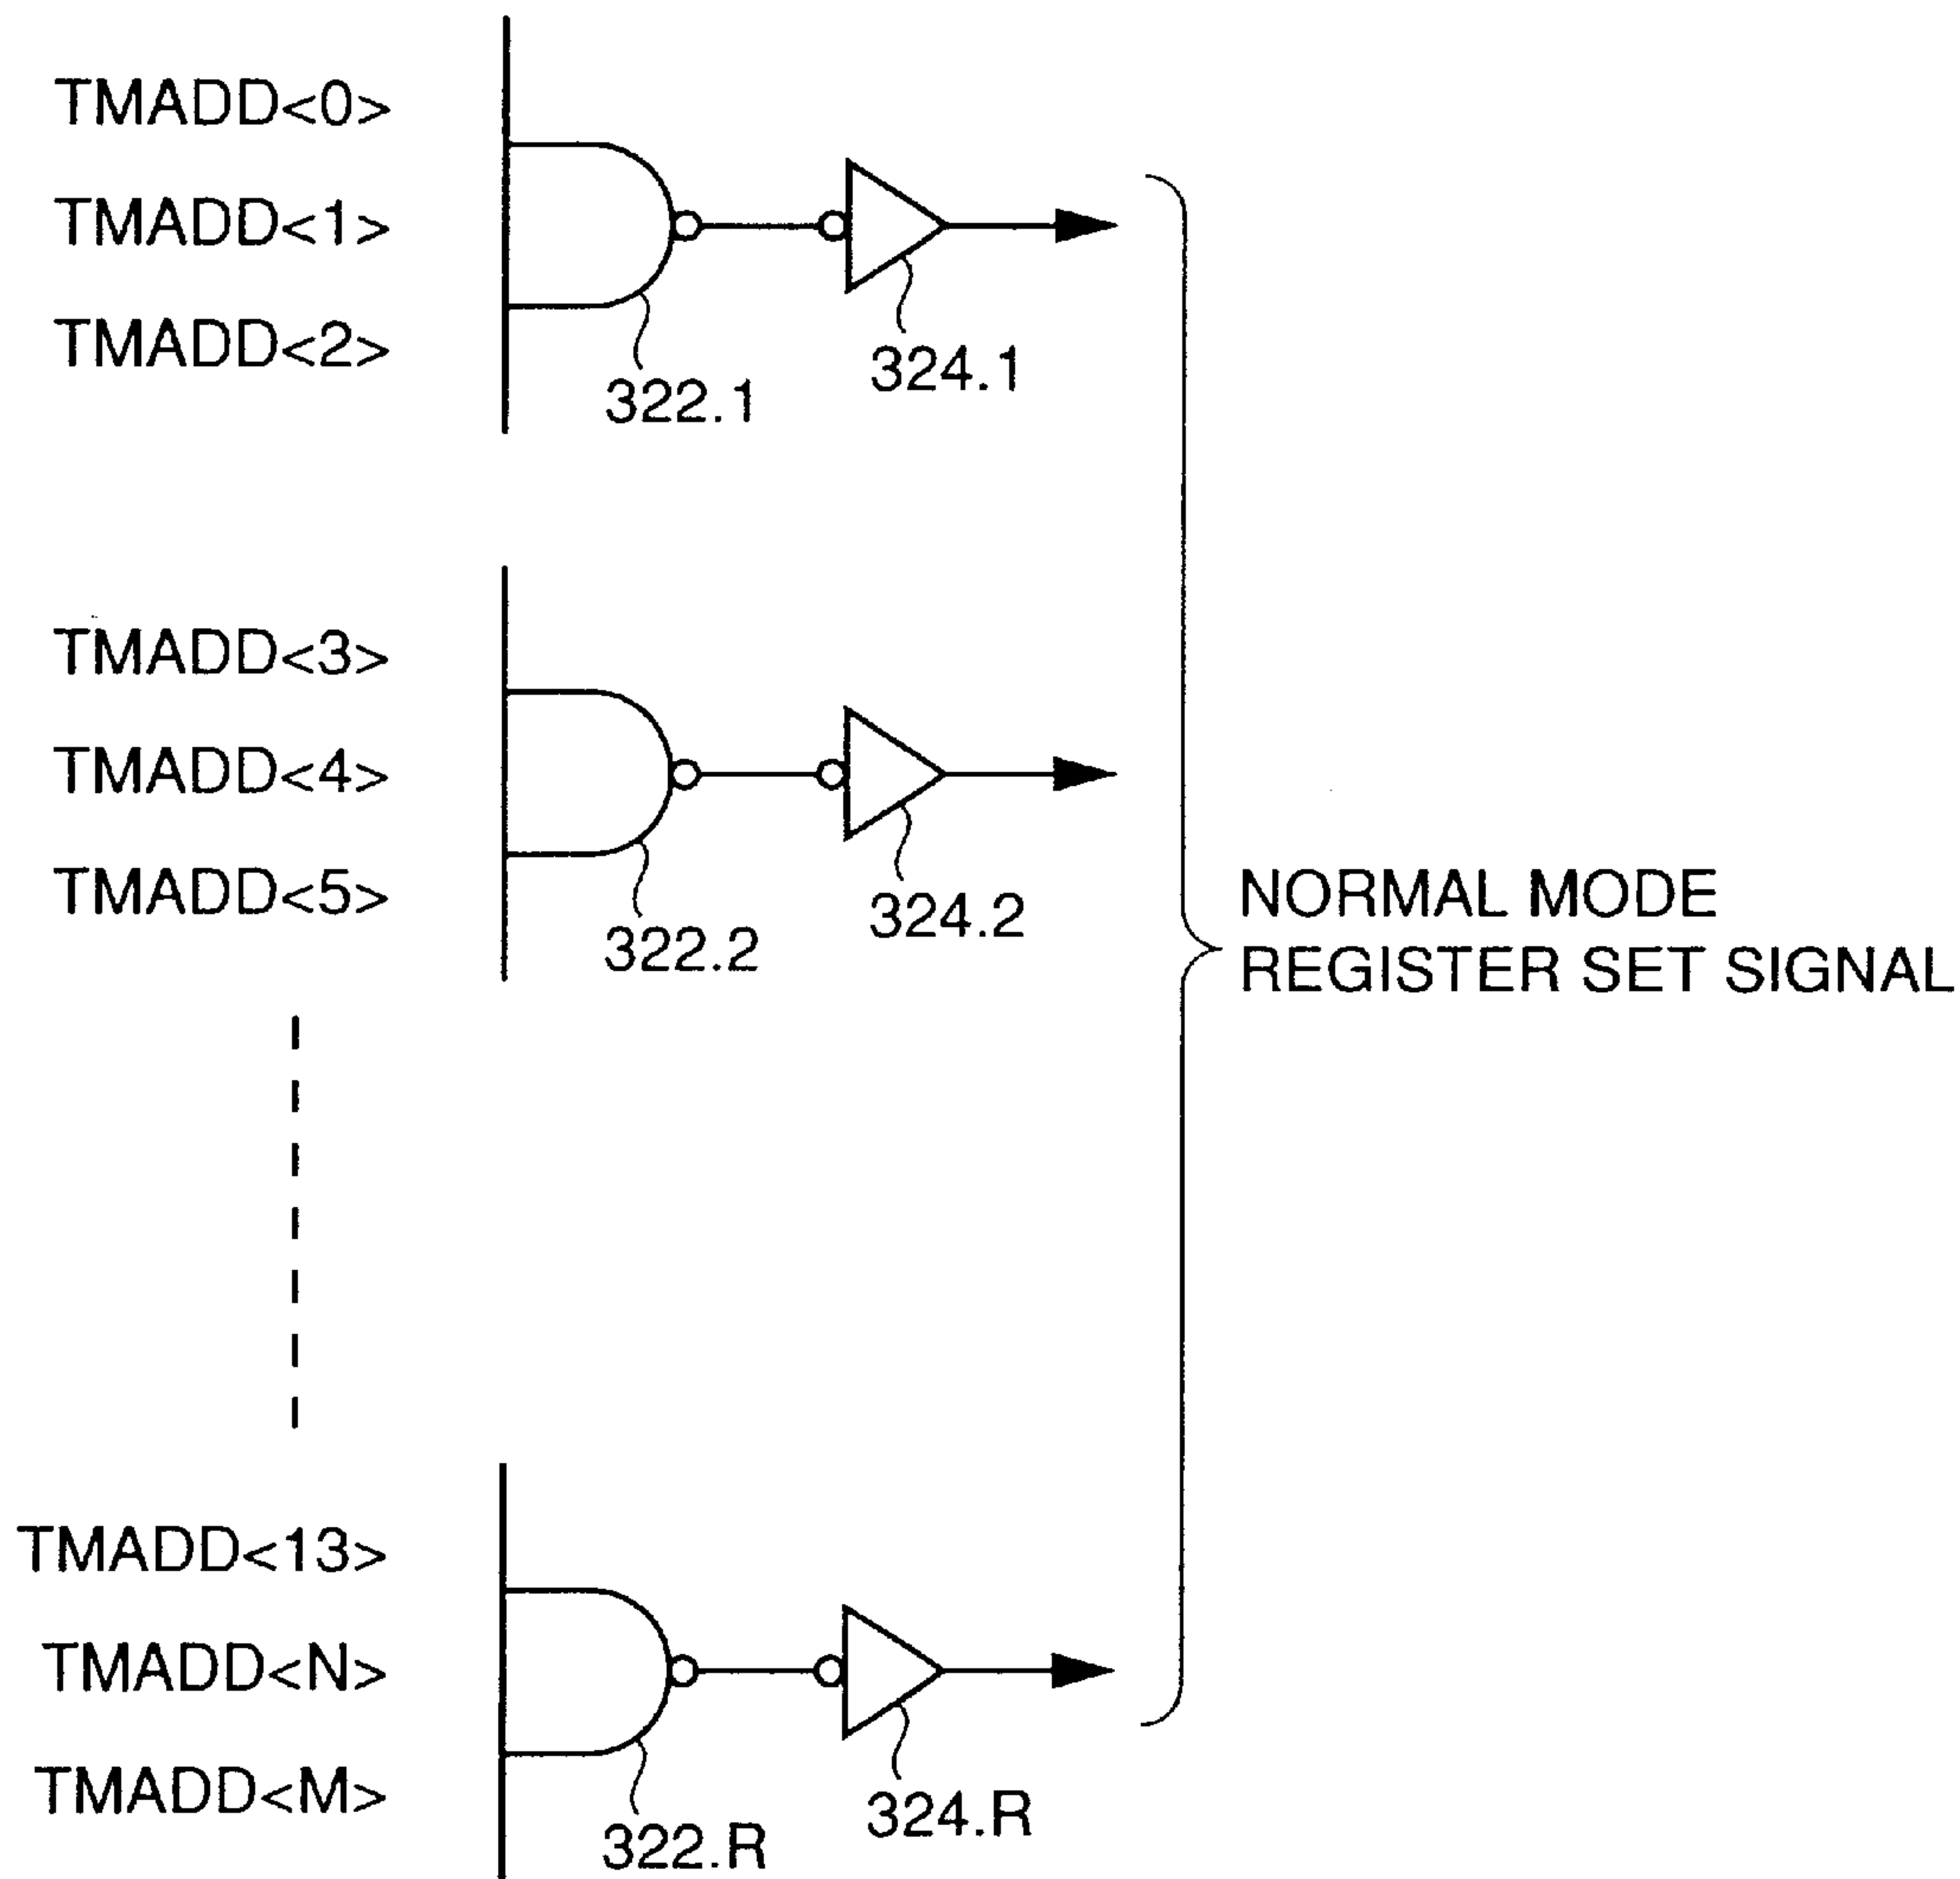 TMADD<0>
TMADD<1>
TMADD<2>
322.1
324.1
TMADD<3>
TMADD<4>
TMADD<5>
322.2
324.2
NORMAL MODE
REGISTER SET SIGNAL
TMADD<13>
TMADD<N>
TMADD<M>
322.R
324.R